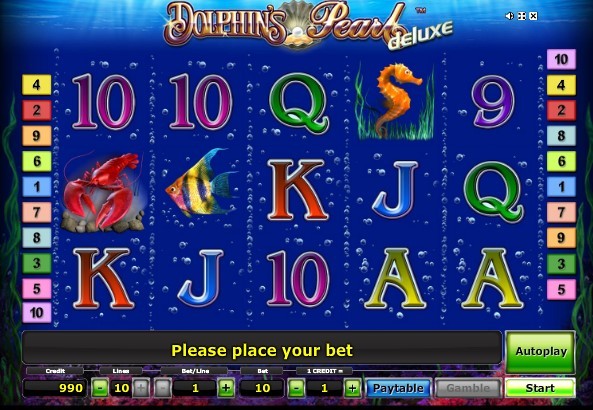 DOLPHIN'S Pearl™
deluxe
10
4 4
2 10 10 Q 9 2
9 8
6 6
1 K J Q 1
7 7
8 9
3 K J 10 A A 3
5 5
10
Please place your bet
Autoplay
Credit Lines Bet/Line Bet 1 CREDIT =
990 - 10 + - 1 + 10 - 1 + Paytable Gamble Start